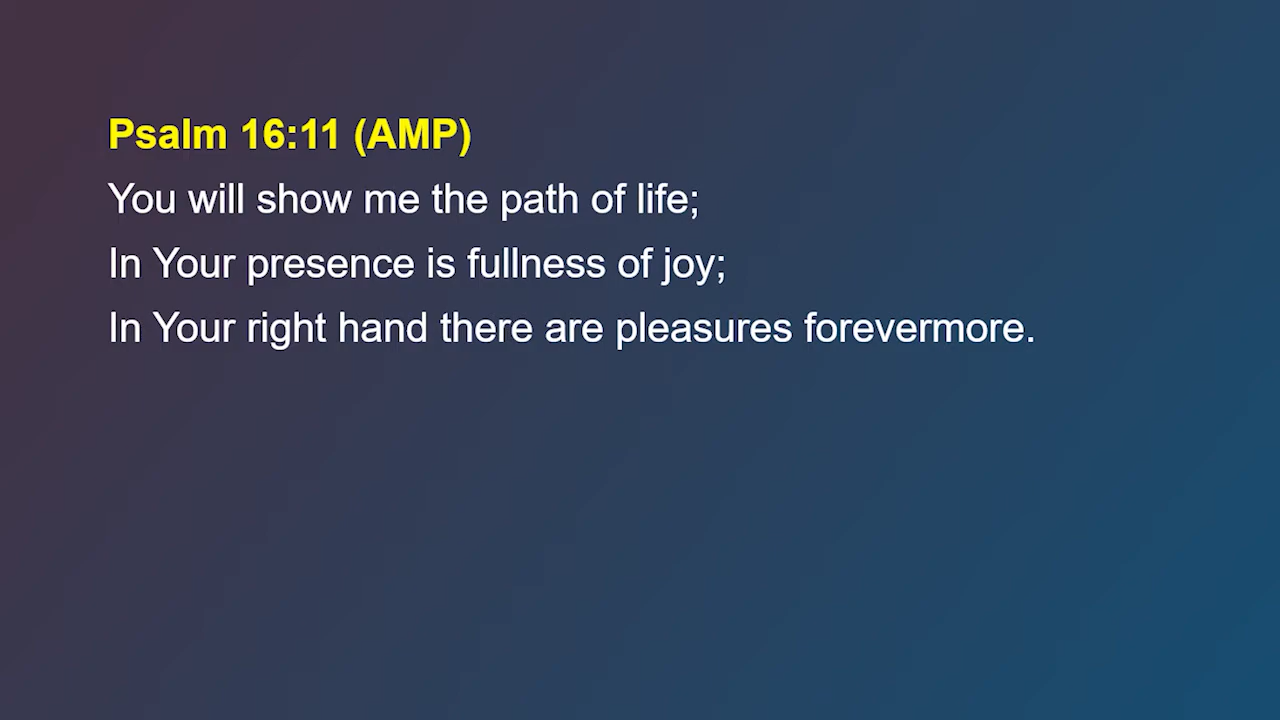 Psalm 16:11 (AMP)
You will show me the path of life;
In Your presence is fullness of joy;
In Your right hand there are pleasures forevermore.